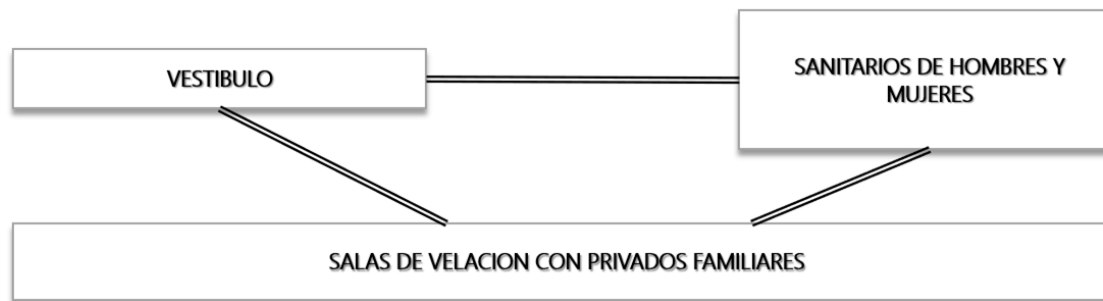 VESTIBULO
SANITARIOS DE HOMBRES Y
MUJERES
SALAS DE VELACION CON PRIVADOS FAMILIARES